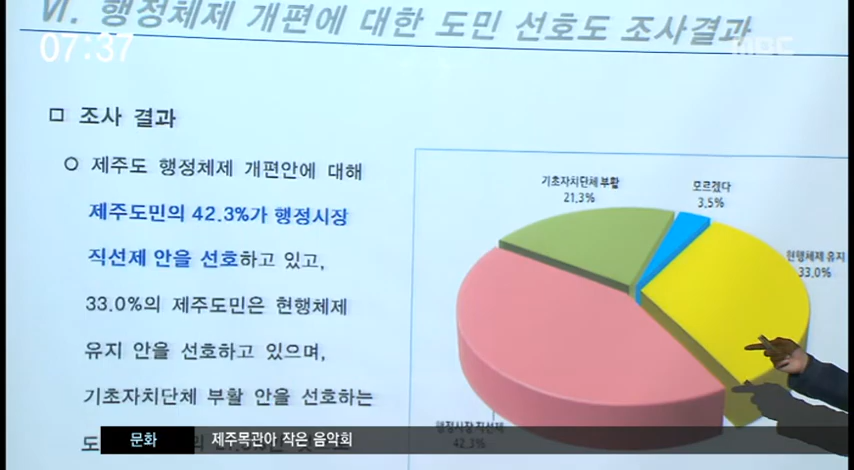 Ⅵ. 행정체제 개편에 대한 도민 선호도 조사결과
07:37
MBC
□ 조사 결과
○ 제주도 행정체제 개편안에 대해
제주도민의 42.3%가 행정시장
직선제 안을 선호하고 있고,
33.0%의 제주도민은 현행체제
유지 안을 선호하고 있으며,
기초자치단체 부활 안을 선호하는
기초자치단체 부활
21.3%
모르겠다
3.5%
현행체제 유지
33.0%
행정시장 직선제
42.3%
문화 제주목관아 작은 음악회